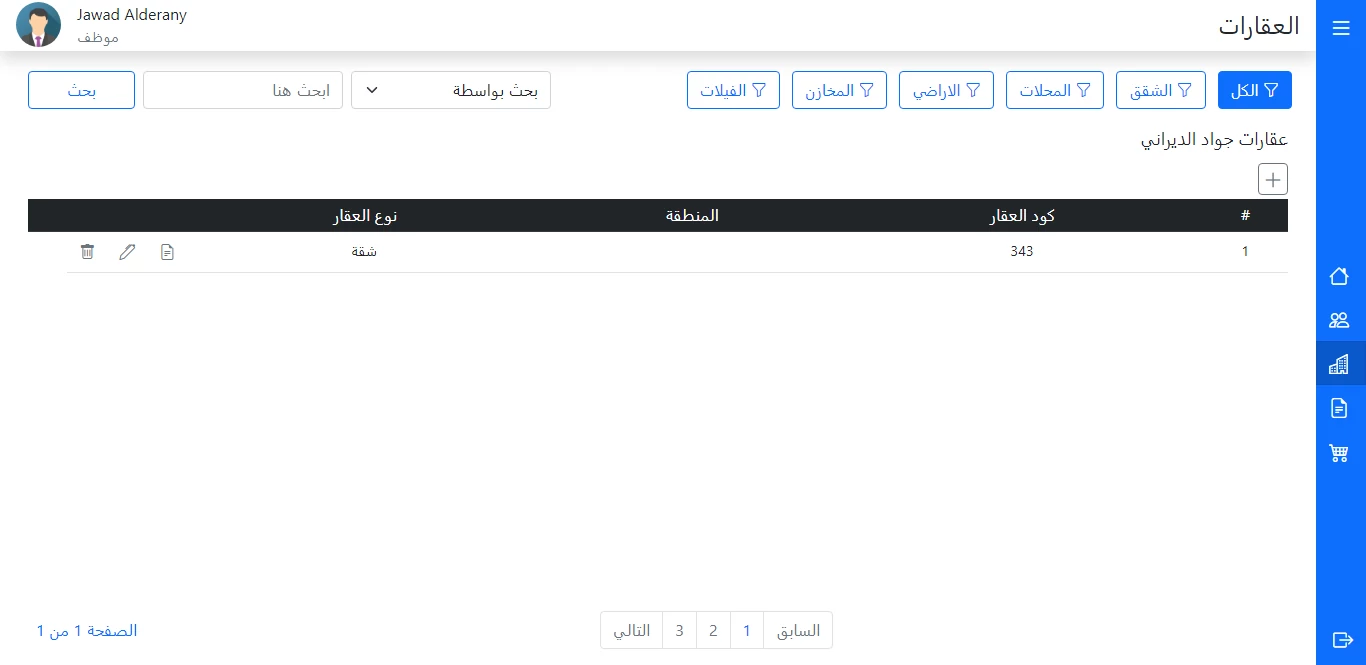 العقارات
Jawad Alderany
موظف
الكل الشقق المحلات الاراضي المخازن الفيلات بحث بواسطة ابحث هنا بحث
عقارات جواد الديراني
# كود العقار المنطقة نوع العقار
1 343 شقة
السابق 1 2 3 التالي
الصفحة 1 من 1